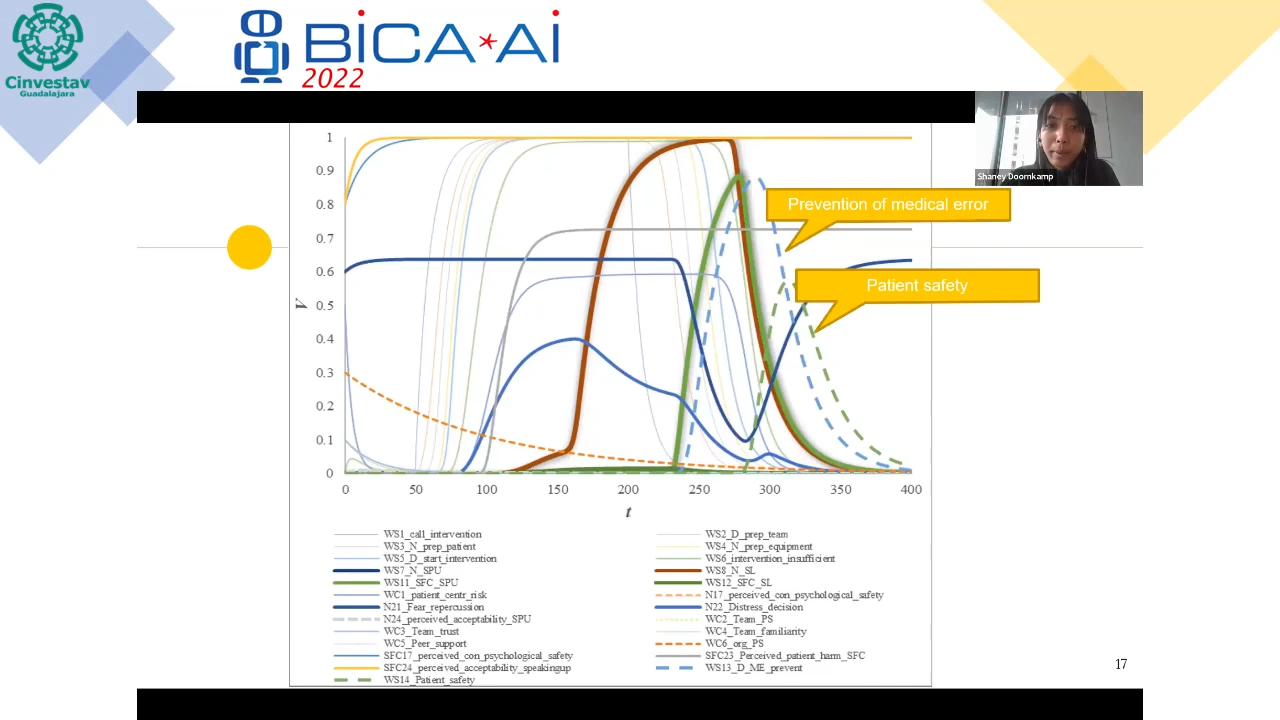 Cinvestav
Guadalajara
BICA*AI
2022
Shaney Doornkamp
Prevention of medical error
Patient safety
V
1
0.9
0.8
0.7
0.6
0.5
0.4
0.3
0.2
0.1
0
0 50 100 150 200 250 300 350 400
t
WS1_call_intervention WS2_D_prep_team
WS3_N_prep_patient WS4_N_prep_equipment
WS5_D_start_intervention WS6_intervention_insufficient
WS7_N_SPU WS8_N_SL
WS11_SFC_SPU WS12_SFC_SL
WC1_patient_centr_risk N17_perceived_con_psychological_safety
N21_Fear_repercussion N22_Distress_decision
N24_perceived_acceptability_SPU WC2_Team_PS
WC3_Team_trust WC4_Team_familiarity
WC5_Peer_support WC6_org_PS
SFC17_perceived_con_psychological_safety SFC23_Perceived_patient_harm_SFC
SFC24_perceived_acceptability_speakingup WS13_D_ME_prevent
WS14_Patient_safety
17